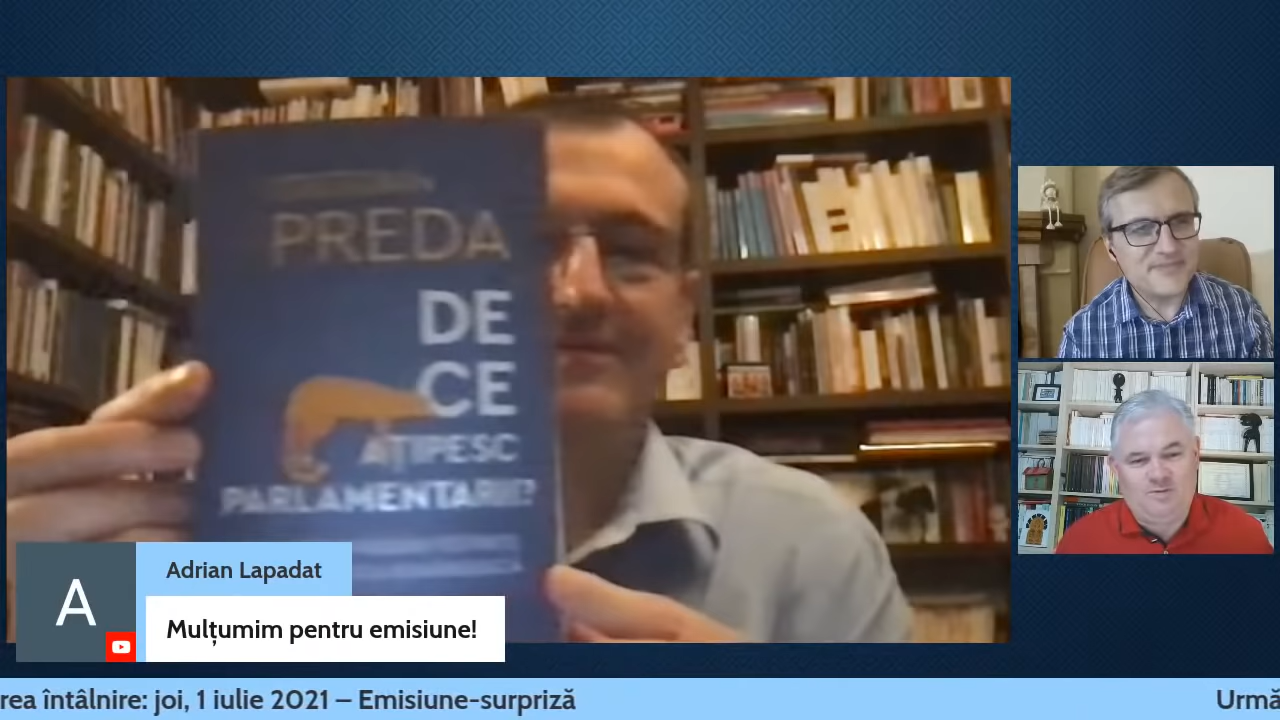 PREDA
DE
CE
AȚIPESC
PARLAMENTARII?
A
Adrian Lapadat
Mulțumim pentru emisiune!
rea întâlnire: joi, 1 iulie 2021 – Emisiune-surpriză
Urmă